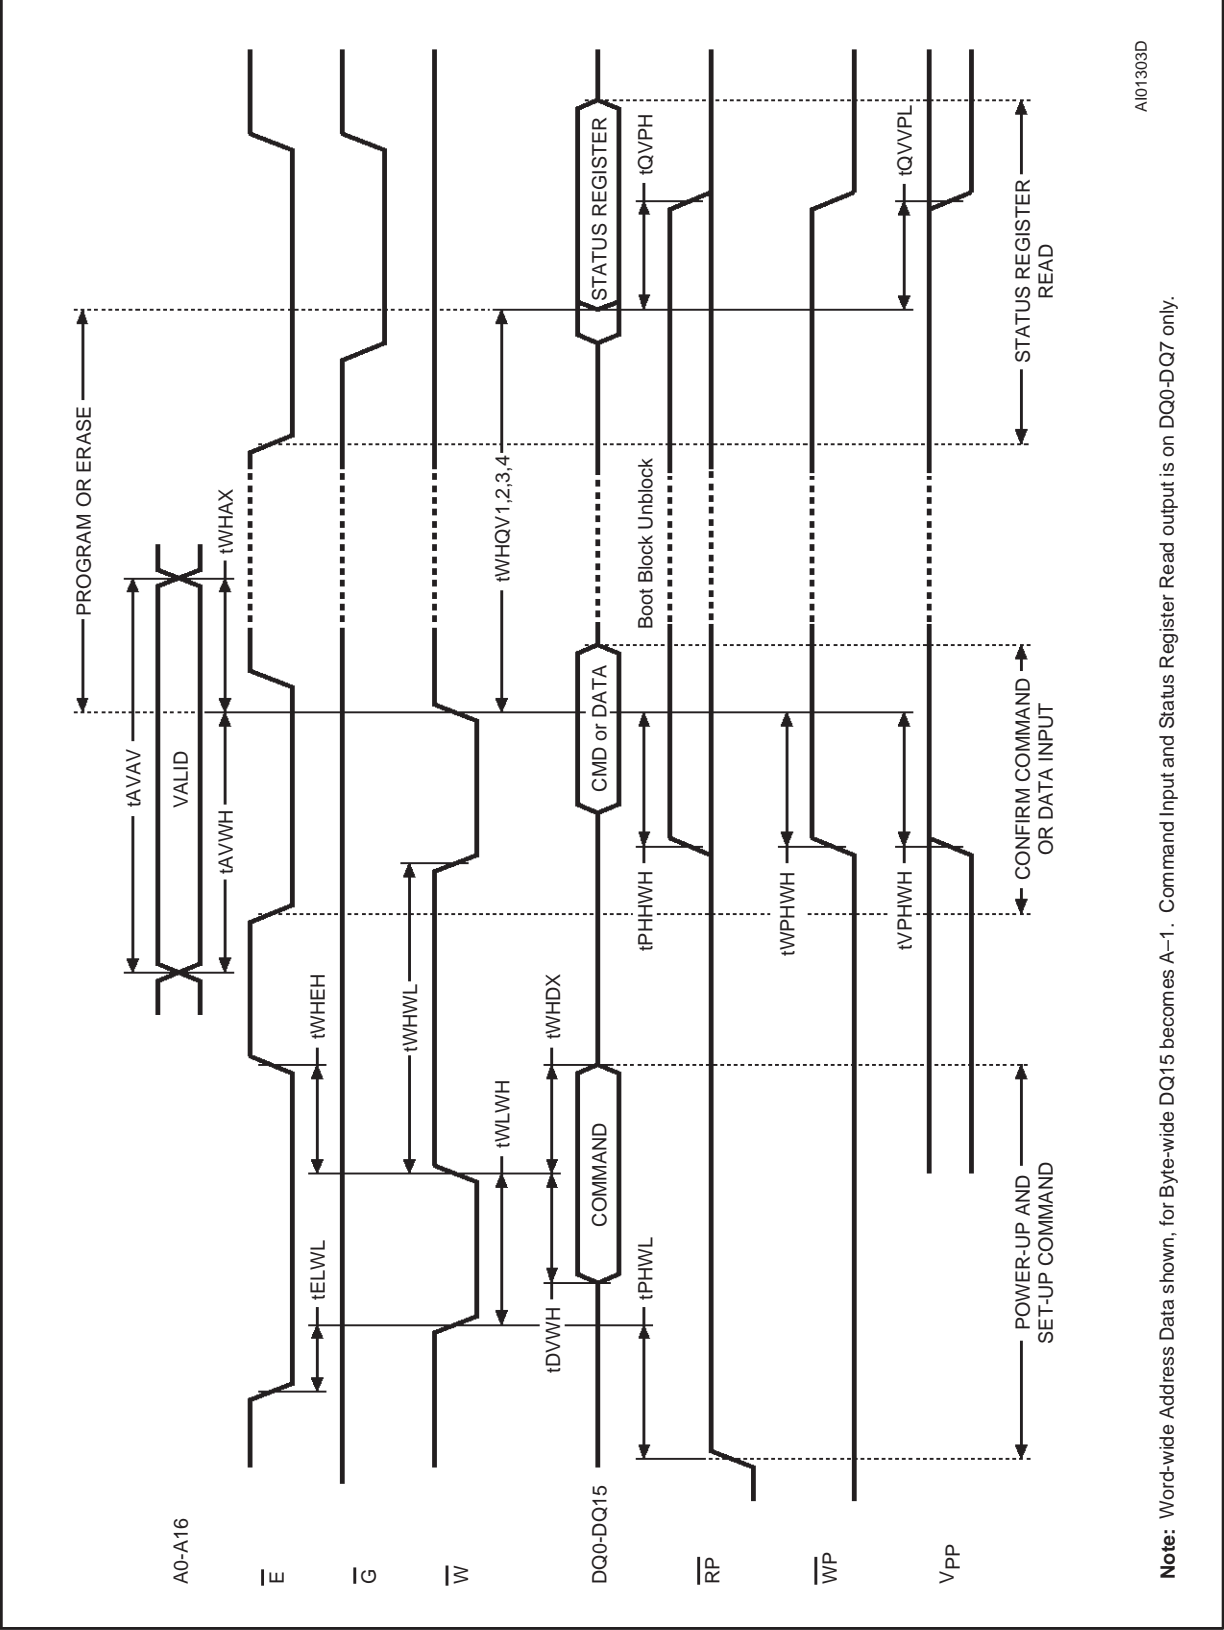 PROGRAM OR ERASE
tAVAV
A0-A16
VALID
tAVWH
tWHAX
E
tELWL
tWHEH
G
tWHWL
W
tWLWH
tWHQV1,2,3,4
tDVWH
tWHDX
DQ0-DQ15
COMMAND
CMD or DATA
STATUS REGISTER
tPHWL
tPHHWH
Boot Block Unblock
tQVPH
RP
tWPHWH
WP
tVPHWH
tQVVPL
VPP
POWER-UP AND
SET-UP COMMAND
CONFIRM COMMAND
OR DATA INPUT
STATUS REGISTER
READ
AI01303D
Note: Word-wide Address Data shown, for Byte-wide DQ15 becomes A–1. Command Input and Status Register Read output is on DQ0-DQ7 only.